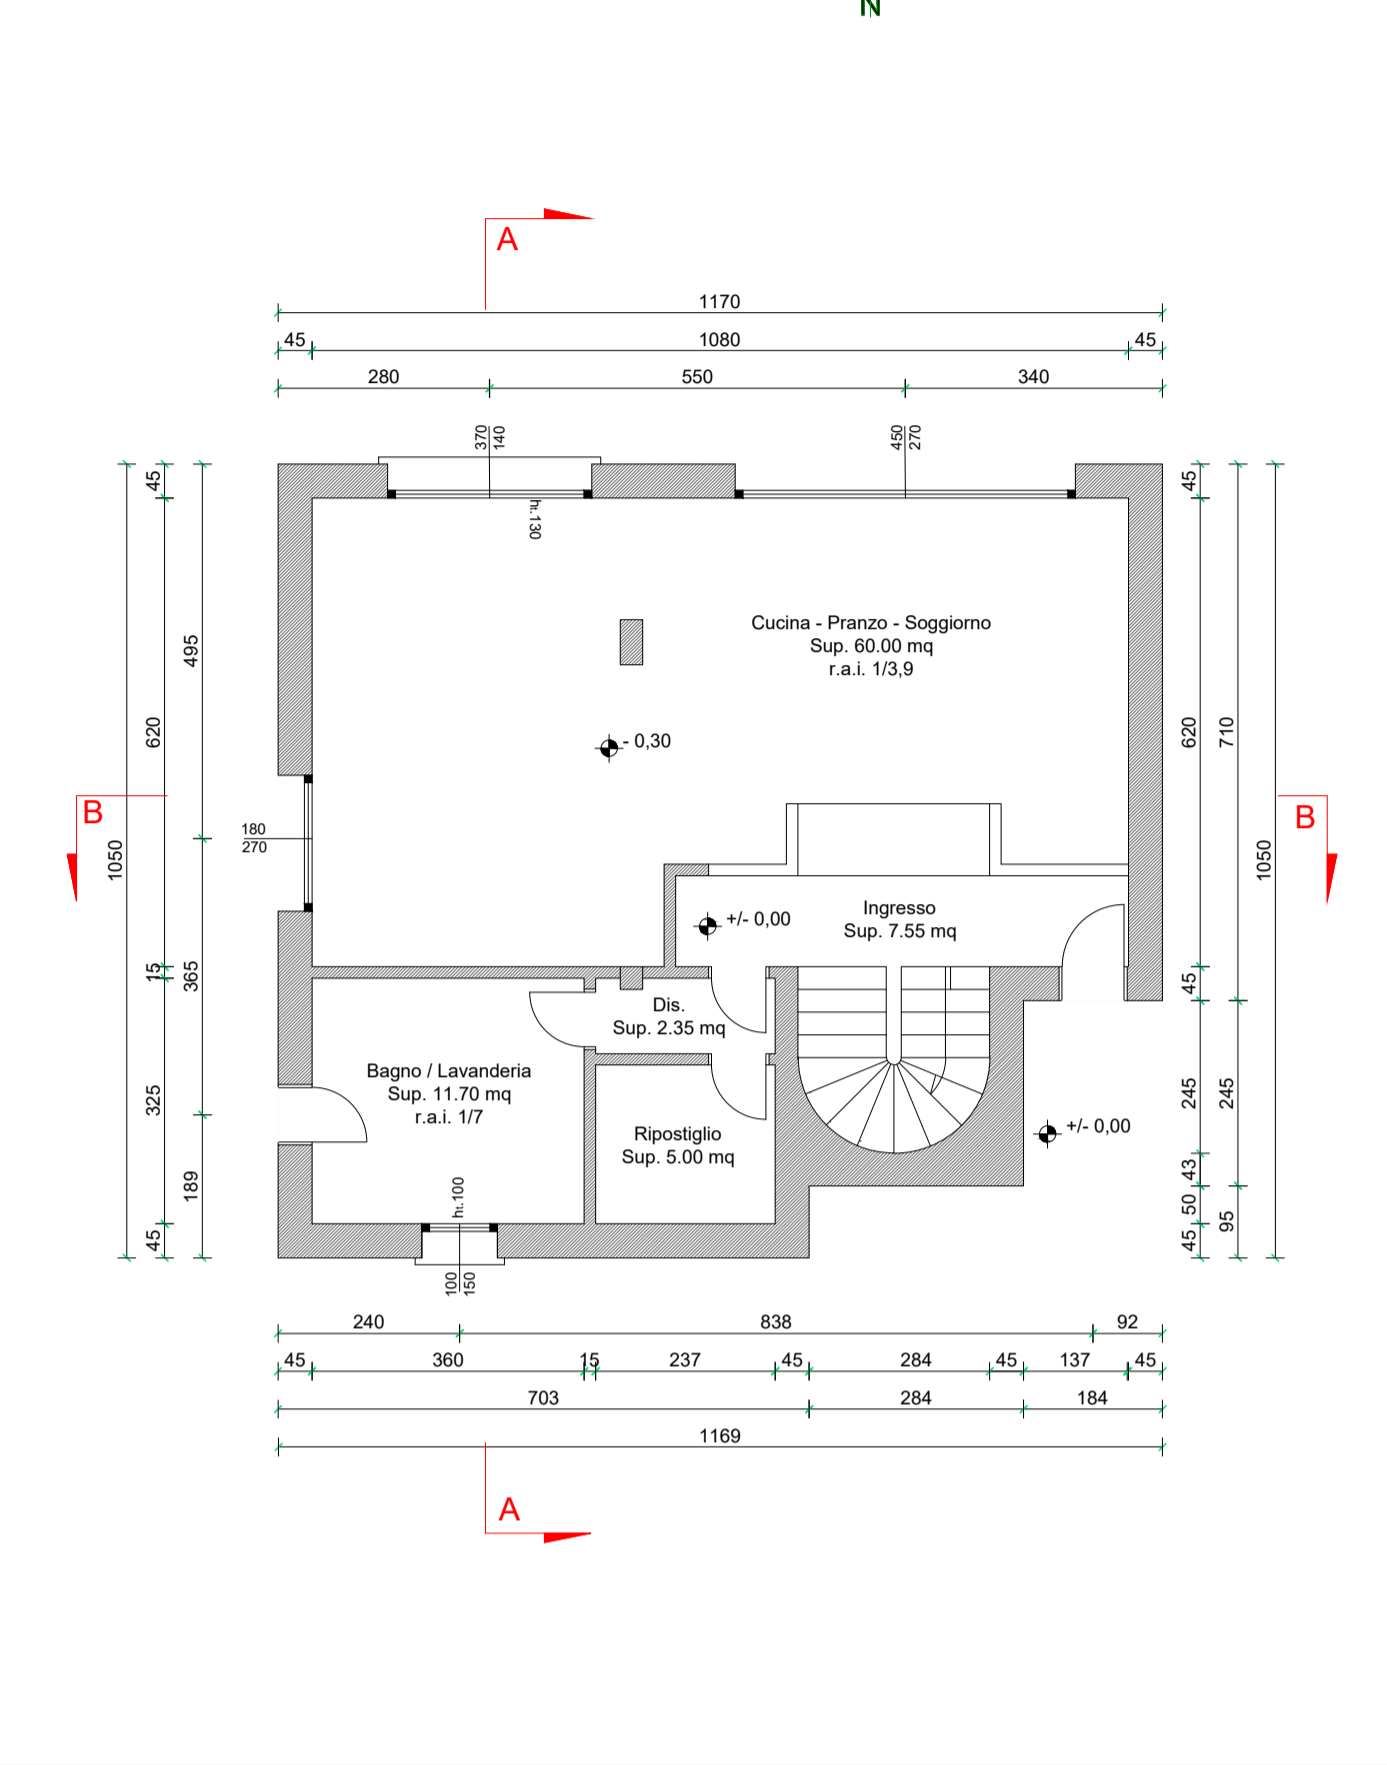 N
A
1170
45 1080 45
280 550 340
370
140
450
270
ht.130
45
45
Cucina - Pranzo - Soggiorno
Sup. 60.00 mq
r.a.i. 1/3,9
495
620
620
710
- 0,30
B
B
180
270
1050
1050
Ingresso
Sup. 7.55 mq
+/- 0,00
15
365
45
Dis.
Sup. 2.35 mq
Bagno / Lavanderia
Sup. 11.70 mq
r.a.i. 1/7
325
245
245
Ripostiglio
Sup. 5.00 mq
+/- 0,00
189
43
50
95
45
45
ht.100
100
150
240 838 92
45 360 15 237 45 284 45 137 45
703 284 184
1169
A